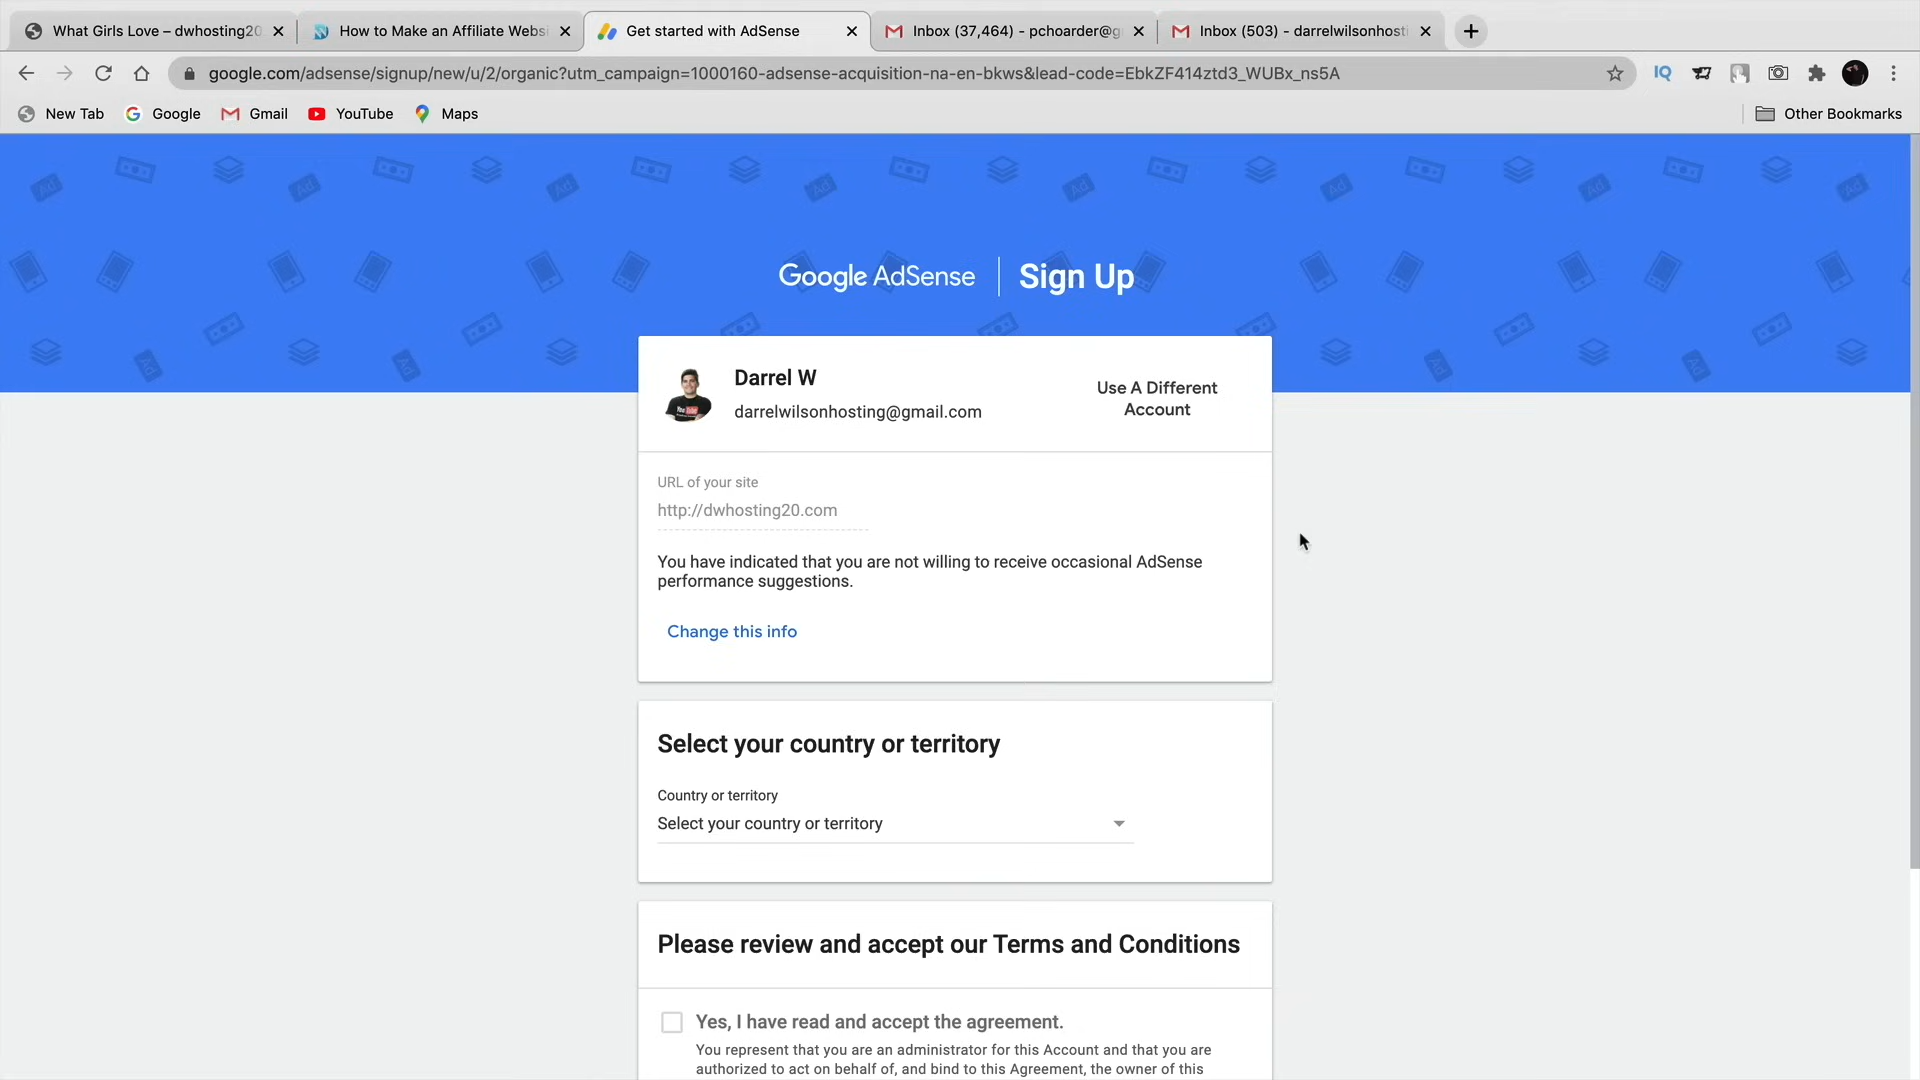 What Girls Love – dwhosting20
How to Make an Affiliate Websi
Get started with AdSense
Inbox (37,464) - pchoarder@g
Inbox (503) - darrelwilsonhosti
google.com/adsense/signup/new/u/2/organic?utm_campaign=1000160-adsense-acquisition-na-en-bkws&lead-code=EbkZF414ztd3_WUBx_ns5A
IQ
New Tab
Google
Gmail
YouTube
Maps
Other Bookmarks
Google AdSense
Sign Up
Darrel W
darrelwilsonhosting@gmail.com
Use A Different
Account
URL of your site
http://dwhosting20.com
You have indicated that you are not willing to receive occasional AdSense
performance suggestions.
Change this info
Select your country or territory
Country or territory
Select your country or territory
Please review and accept our Terms and Conditions
Yes, I have read and accept the agreement.
You represent that you are an administrator for this Account and that you are
authorized to act on behalf of, and bind to this Agreement, the owner of this